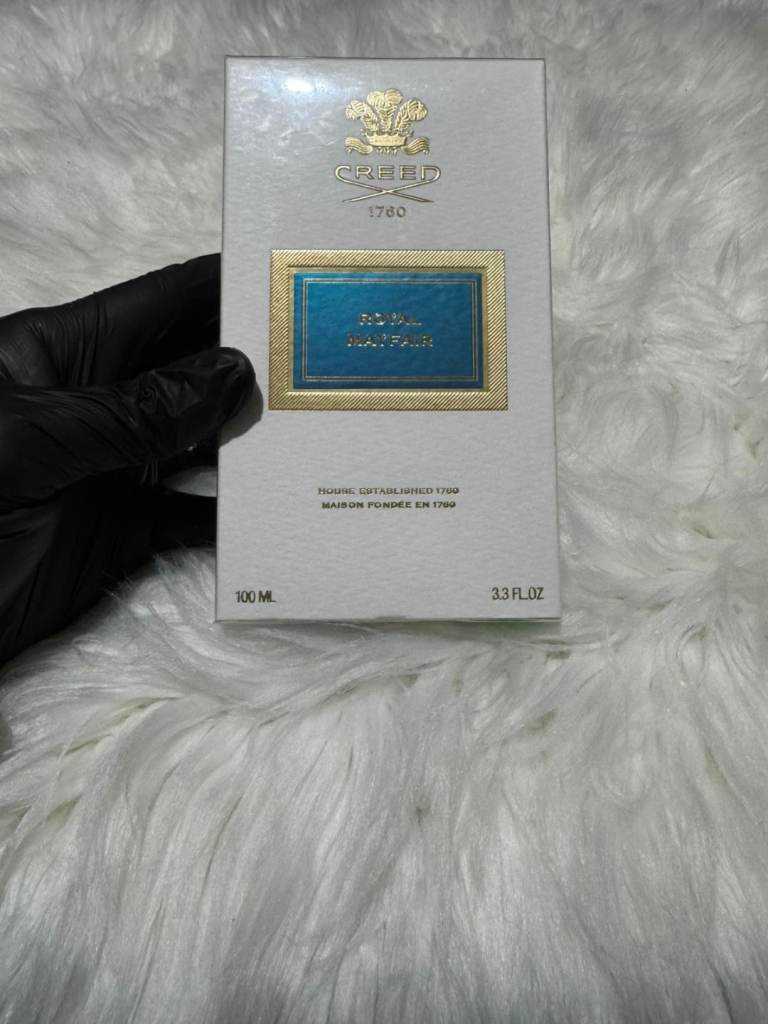 CREED
1760
ROYAL
MAYFAIR
HOUSE ESTABLISHED 1760
MAISON FONDÉE EN 1760
100 ML
3.3 FL.OZ